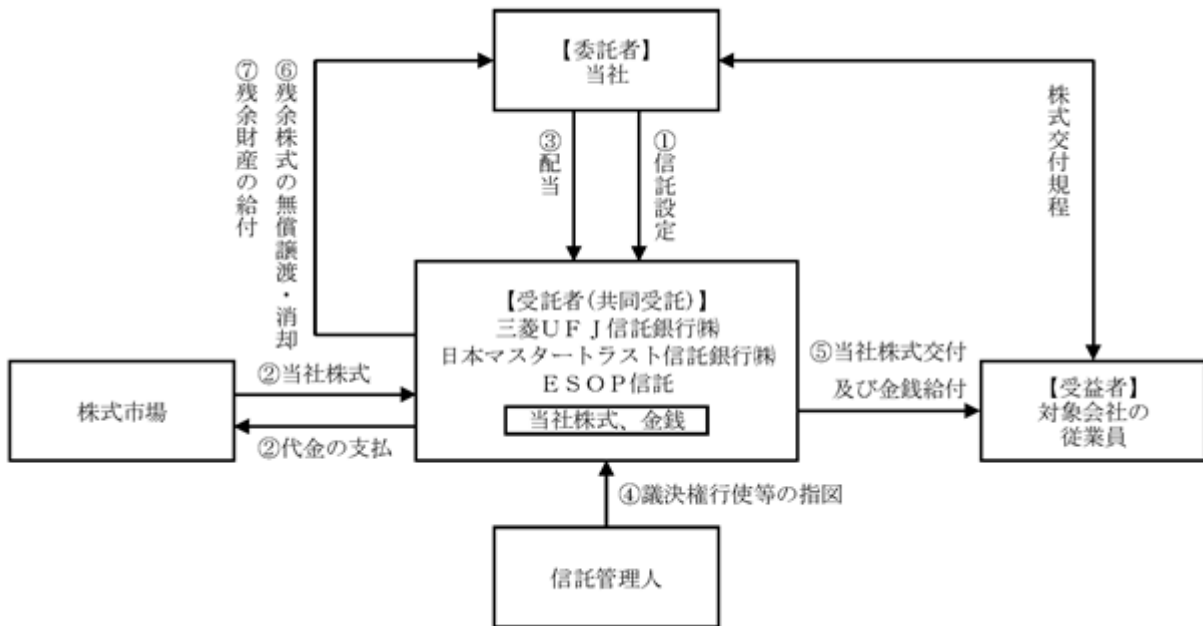 【委託者】
当社
⑦残余財産の給付
⑥残余株式の無償譲渡・消却
③配当
①信託設定
株式交付規程
【受託者(共同受託)】
三菱UFJ信託銀行㈱
日本マスタートラスト信託銀行㈱
ESOP信託
当社株式、金銭
株式市場
②当社株式
②代金の支払
⑤当社株式交付
及び金銭給付
【受益者】
対象会社の
従業員
④議決権行使等の指図
信託管理人